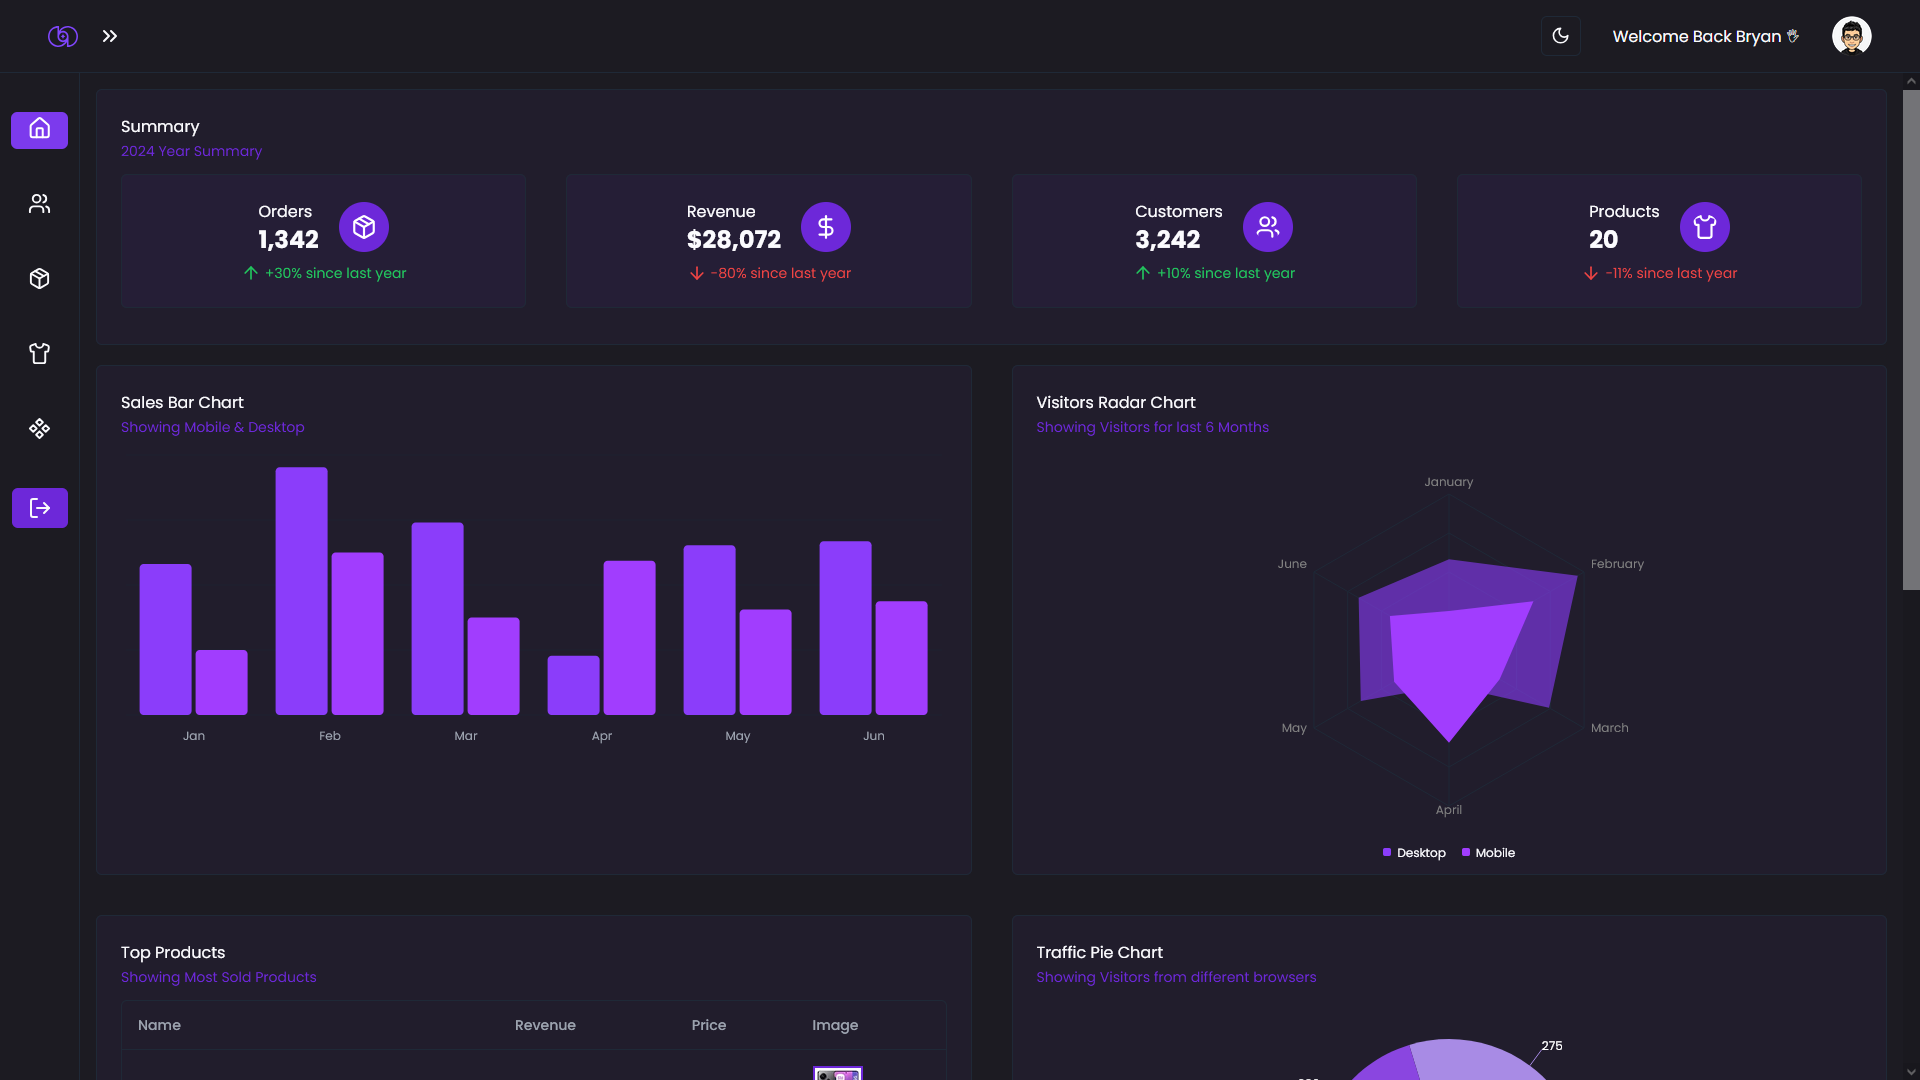 Welcome Back Bryan 🖐
Summary
2024 Year Summary
Orders
1,342
+30% since last year
Revenue
$28,072
-80% since last year
Customers
3,242
+10% since last year
Products
20
-11% since last year
Sales Bar Chart
Showing Mobile & Desktop
Jan Feb Mar Apr May Jun
Visitors Radar Chart
Showing Visitors for last 6 Months
January
June February
May March
April
Desktop Mobile
Top Products
Showing Most Sold Products
Name Revenue Price Image
Traffic Pie Chart
Showing Visitors from different browsers
275